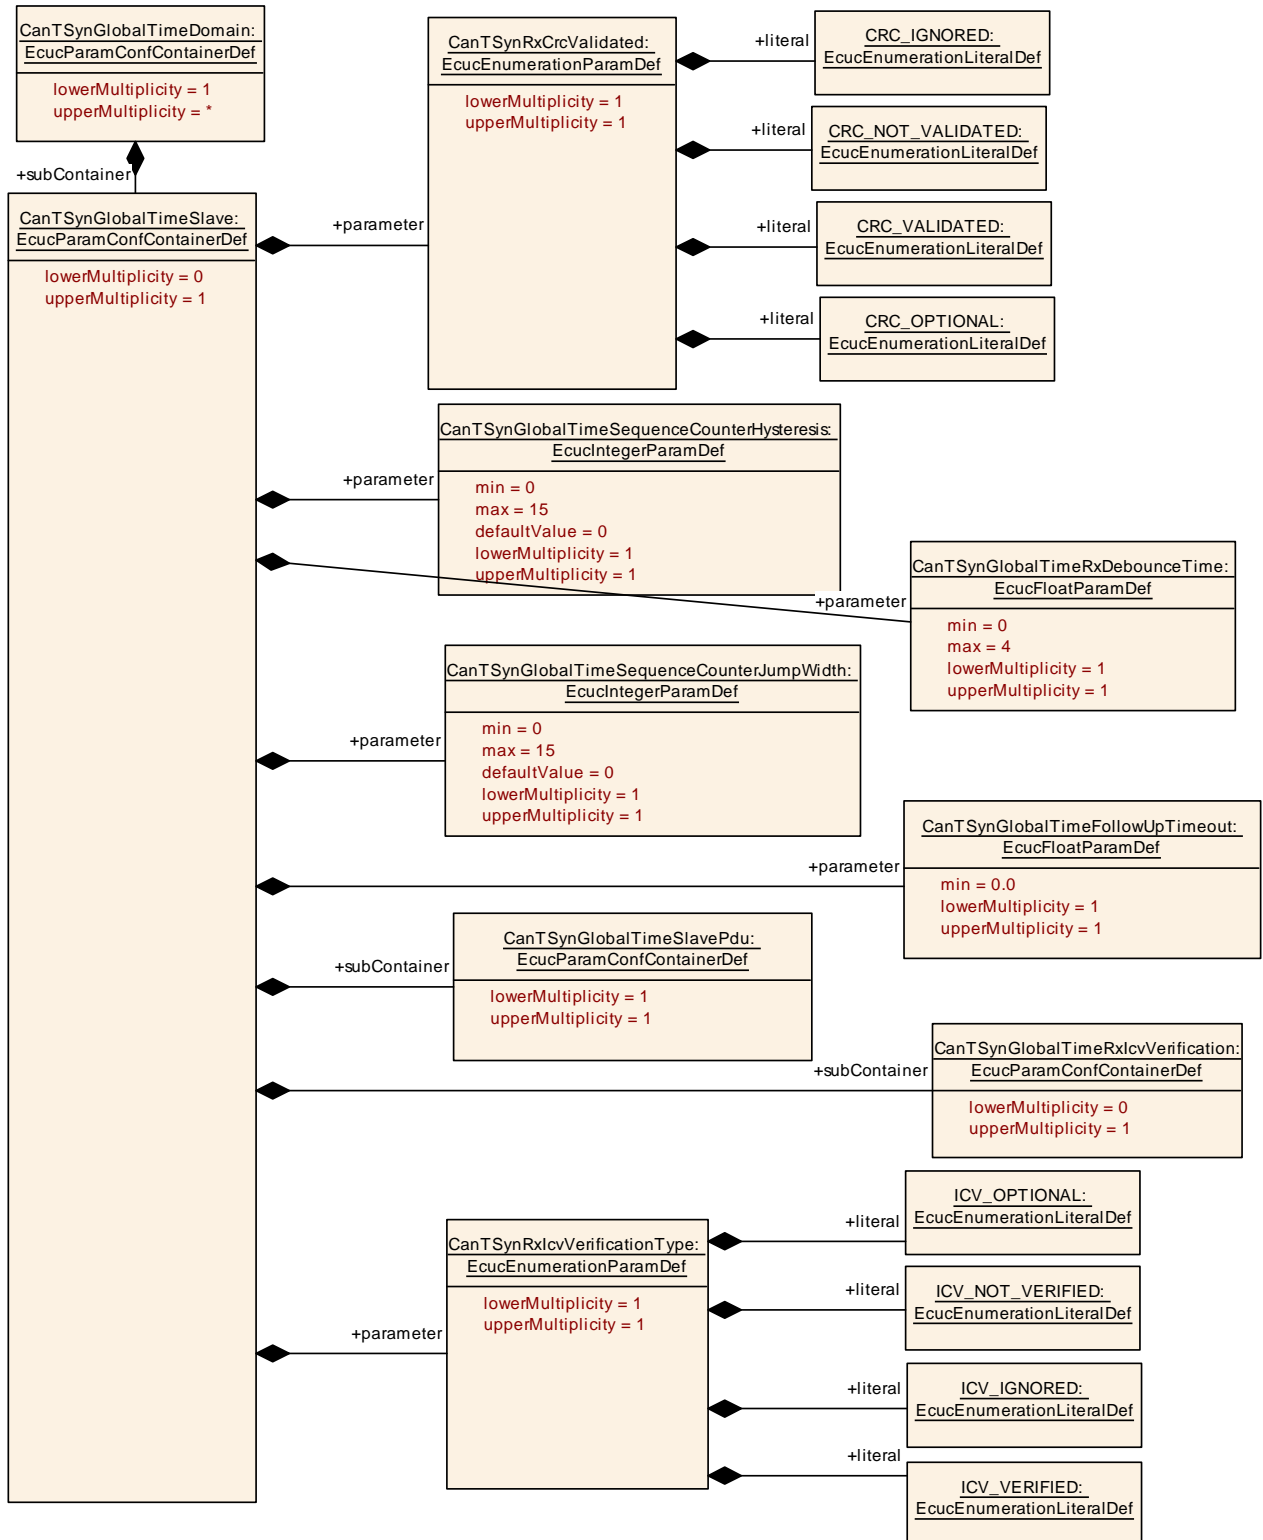 CanTSynGlobalTimeDomain:
EcucParamConfContainerDef
lowerMultiplicity = 1
upperMultiplicity = *
+subContainer
CanTSynGlobalTimeSlave:
EcucParamConfContainerDef
lowerMultiplicity = 0
upperMultiplicity = 1
+parameter
CanTSynRxCrcValidated:
EcucEnumerationParamDef
lowerMultiplicity = 1
upperMultiplicity = 1
+literal
CRC_IGNORED:
EcucEnumerationLiteralDef
+literal
CRC_NOT_VALIDATED:
EcucEnumerationLiteralDef
+literal
CRC_VALIDATED:
EcucEnumerationLiteralDef
+literal
CRC_OPTIONAL:
EcucEnumerationLiteralDef
+parameter
CanTSynGlobalTimeSequenceCounterHysteresis:
EcucIntegerParamDef
min = 0
max = 15
defaultValue = 0
lowerMultiplicity = 1
upperMultiplicity = 1
+parameter
CanTSynGlobalTimeRxDebounceTime:
EcucFloatParamDef
min = 0
max = 4
lowerMultiplicity = 1
upperMultiplicity = 1
+parameter
CanTSynGlobalTimeSequenceCounterJumpWidth:
EcucIntegerParamDef
min = 0
max = 15
defaultValue = 0
lowerMultiplicity = 1
upperMultiplicity = 1
+parameter
CanTSynGlobalTimeFollowUpTimeout:
EcucFloatParamDef
min = 0.0
lowerMultiplicity = 1
upperMultiplicity = 1
+subContainer
CanTSynGlobalTimeSlavePdu:
EcucParamConfContainerDef
lowerMultiplicity = 1
upperMultiplicity = 1
+subContainer
CanTSynGlobalTimeRxIcvVerification:
EcucParamConfContainerDef
lowerMultiplicity = 0
upperMultiplicity = 1
+parameter
CanTSynRxIcvVerificationType:
EcucEnumerationParamDef
lowerMultiplicity = 1
upperMultiplicity = 1
+literal
ICV_OPTIONAL:
EcucEnumerationLiteralDef
+literal
ICV_NOT_VERIFIED:
EcucEnumerationLiteralDef
+literal
ICV_IGNORED:
EcucEnumerationLiteralDef
+literal
ICV_VERIFIED:
EcucEnumerationLiteralDef